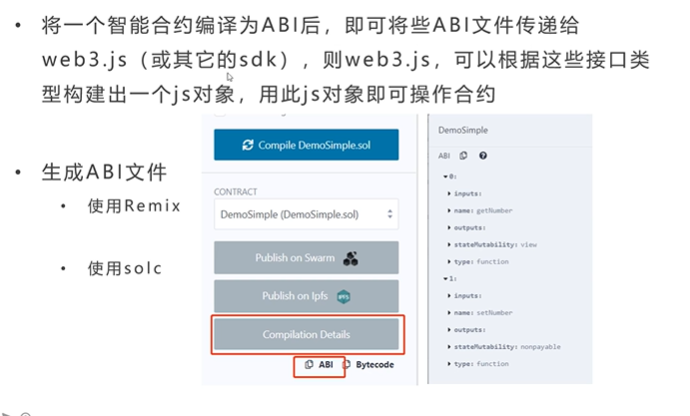 将一个智能合约编译为ABI后，即可将些ABI文件传递给
web3.js（或其它的sdk），则web3.js，可以根据这些接口类
型构建出一个js对象，用此js对象即可操作合约
生成ABI文件
使用Remix
使用solc
Compile DemoSimple.sol
CONTRACT
DemoSimple (DemoSimple.sol)
Publish on Swarm
Publish on Ipfs
IPFS
Compilation Details
ABI
Bytecode
DemoSimple
ABI
0:
inputs:
name: getNumber
outputs:
stateMutability: view
type: function
1:
inputs:
name: setNumber
outputs:
stateMutability: nonpayable
type: function